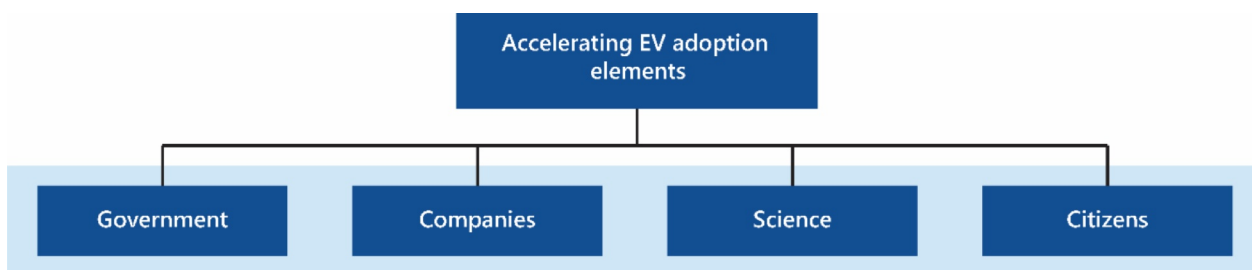 Accelerating EV adoption
elements
Government
Companies
Science
Citizens